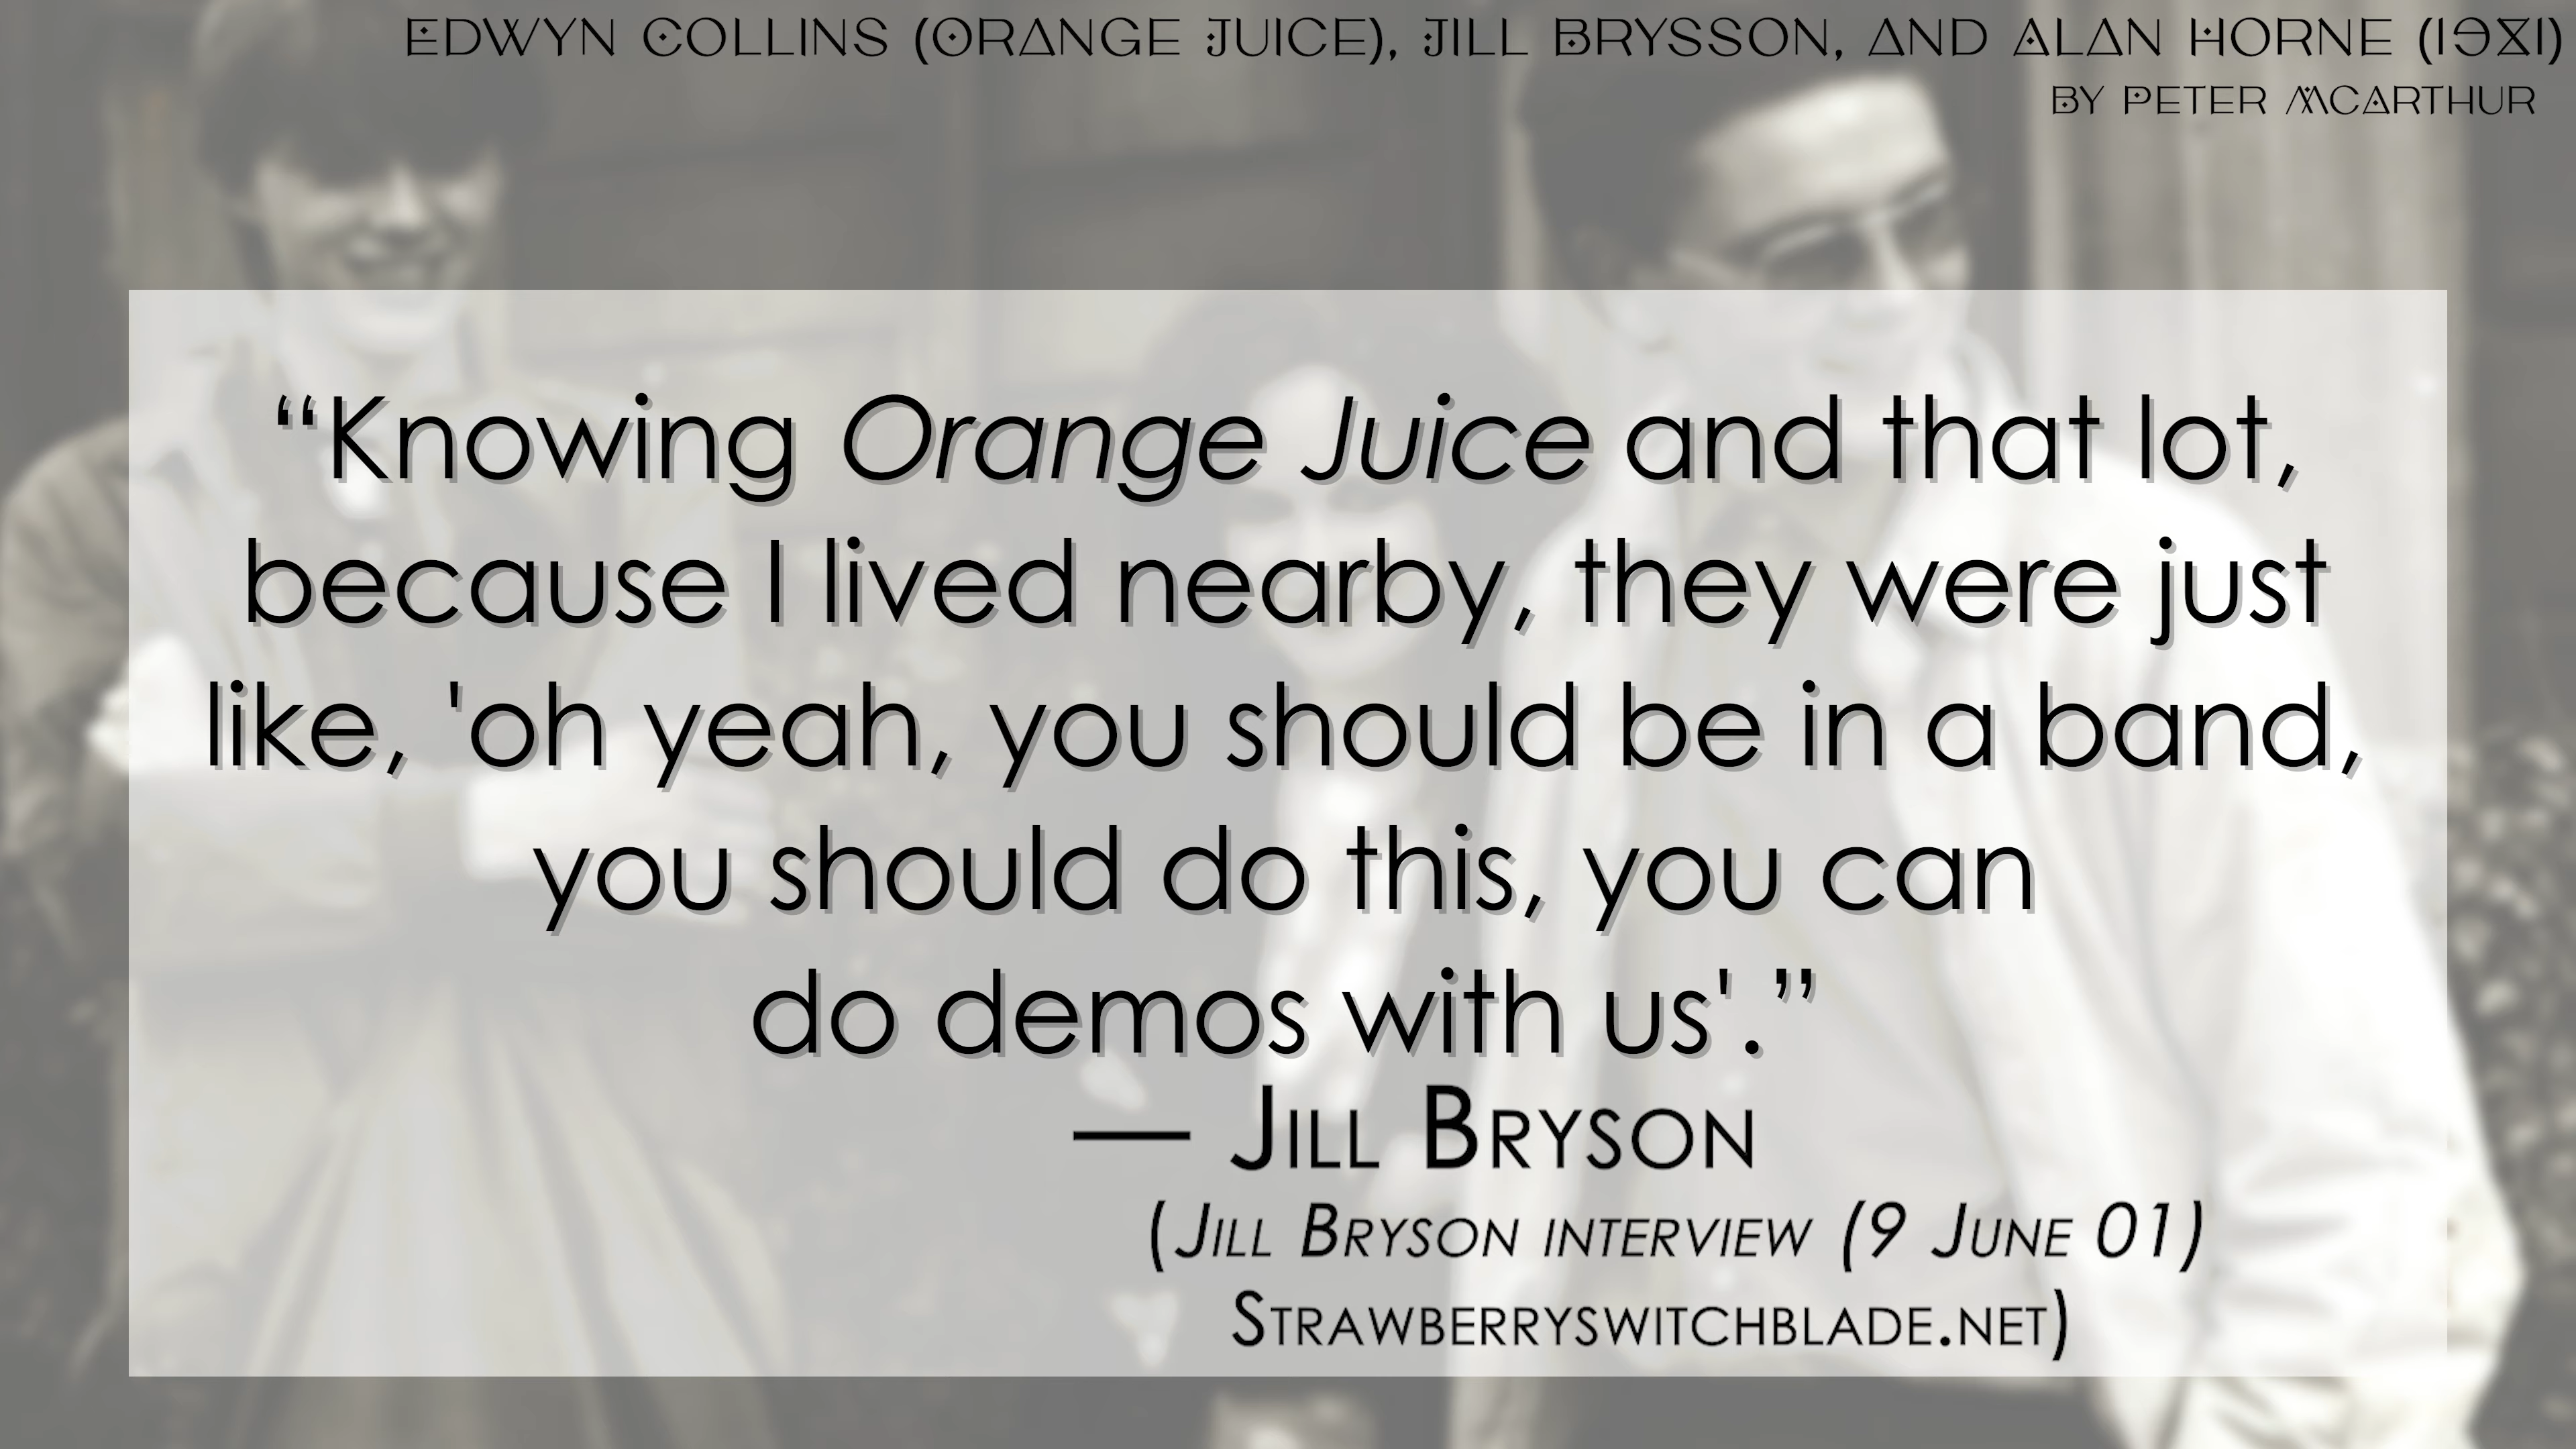 EDWYN COLLINS (ORANGE JUICE), JILL BRYSSON, AND ALAN HORNE (1981)
BY PETER MCARTHUR
“Knowing Orange Juice and that lot,
because I lived nearby, they were just
like, 'oh yeah, you should be in a band,
you should do this, you can
do demos with us'.”
— Jill Bryson
(Jill Bryson interview (9 June 01)
Strawberryswitchblade.net)